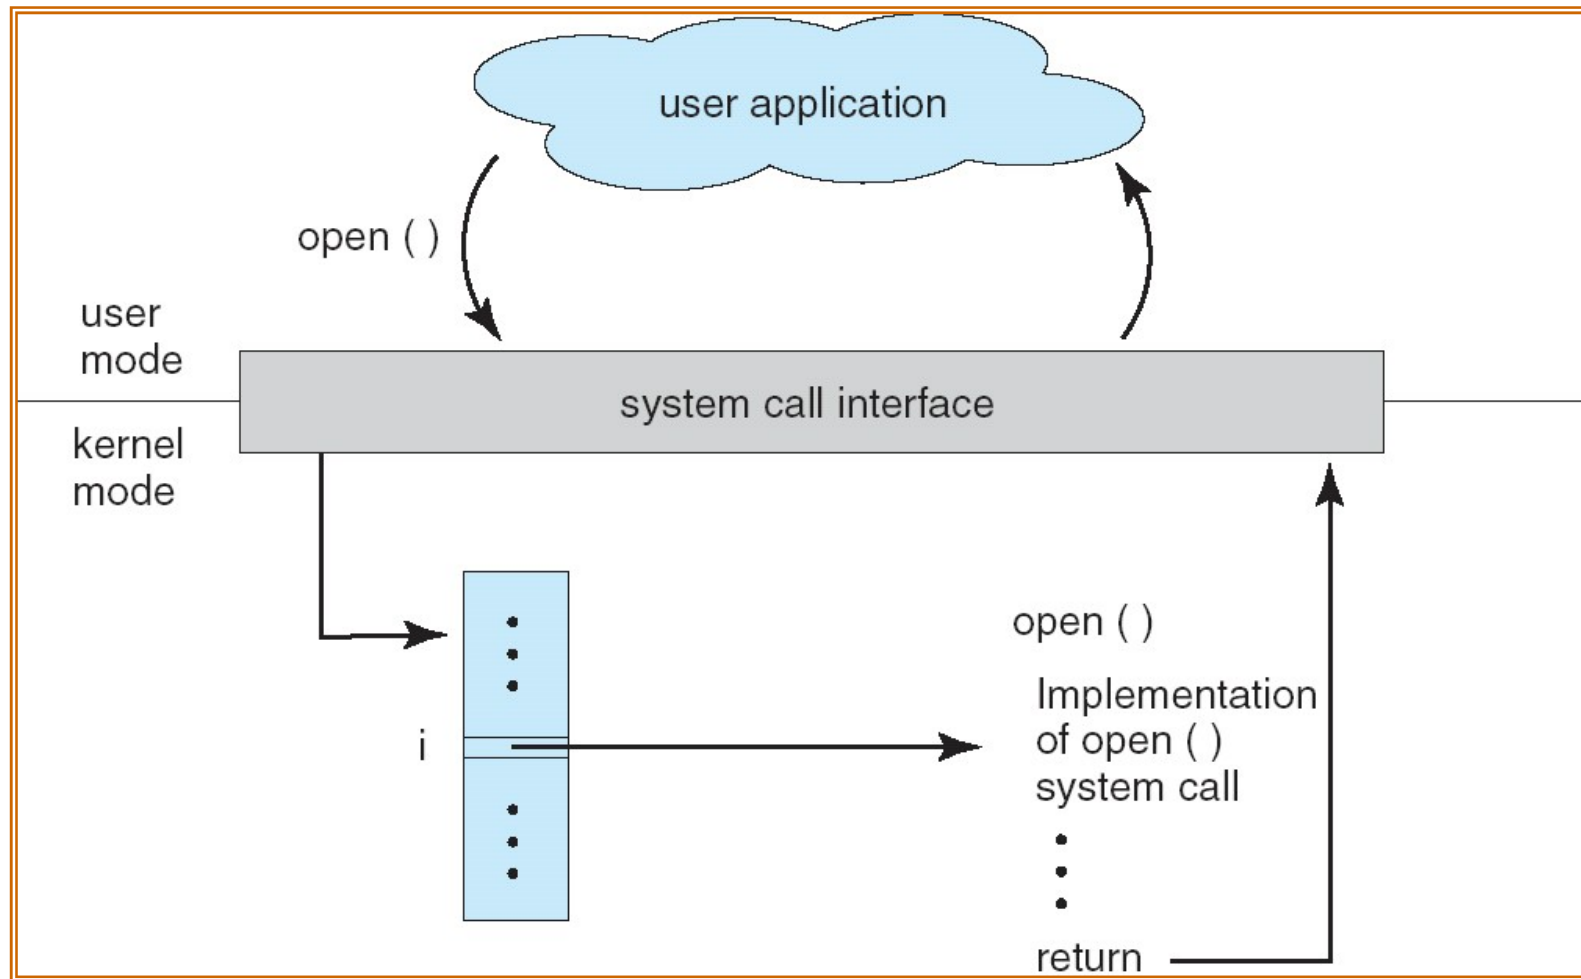 user application
open ( )
user
mode
system call interface
kernel
mode
open ( )
Implementation
of open ( )
system call
i
return